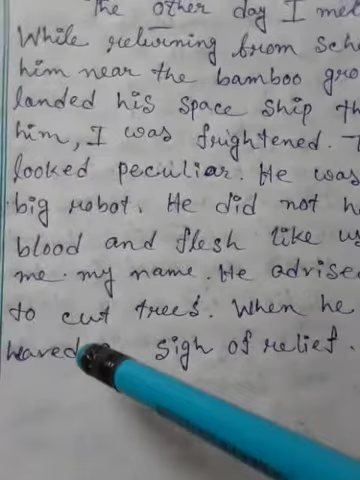 The other day I met
While returning from sch
him near the bamboo gro
landed his space ship th
him, I was frightened. T
looked peculiar. He was
big robot. He did not h
blood and flesh like us
me my name. He advise
to cut trees. When he
Waved sigh of relief.